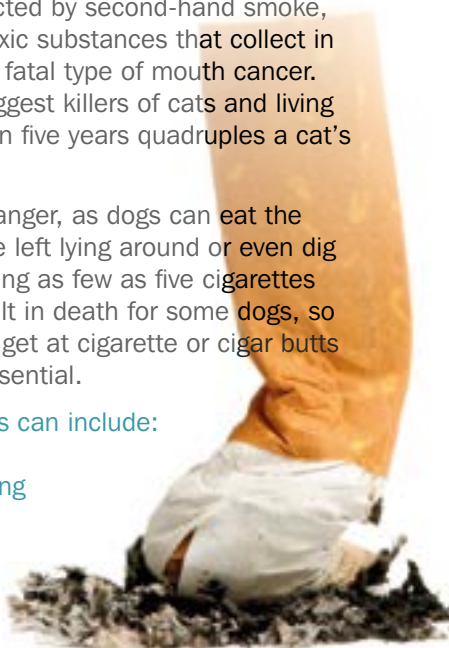 cted by second-hand smoke,
xic substances that collect in
fatal type of mouth cancer.
ggest killers of cats and living
n five years quadruples a cat's
anger, as dogs can eat the
e left lying around or even dig
ng as few as five cigarettes
lt in death for some dogs, so
get at cigarette or cigar butts
sential.
s can include:
ng